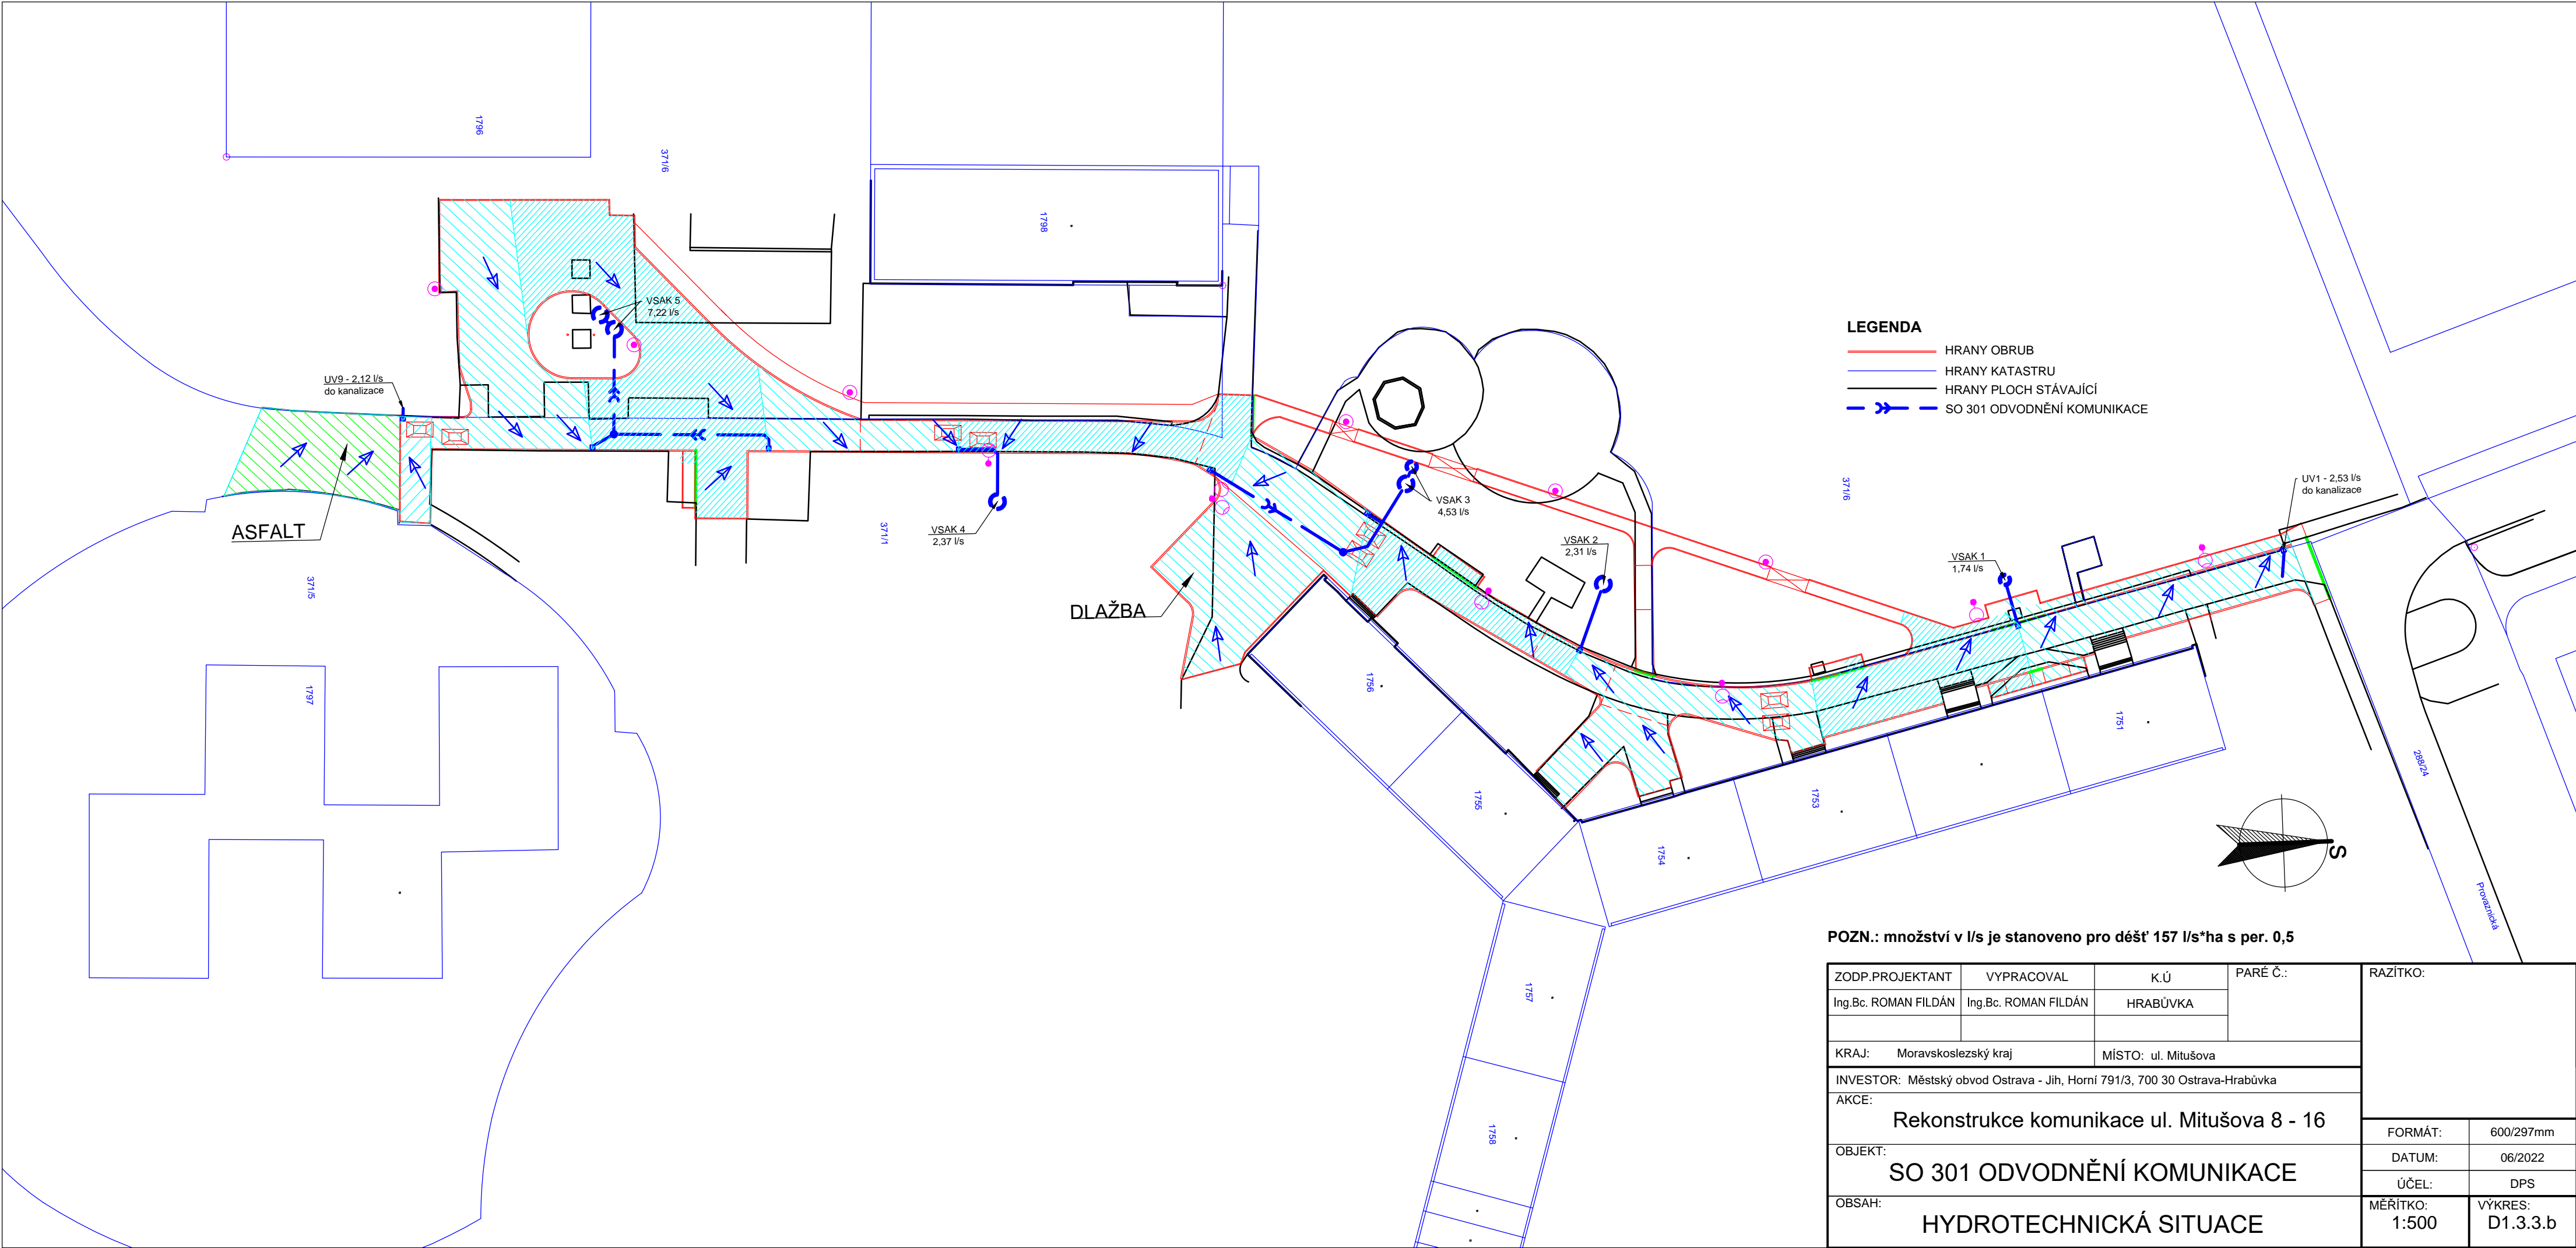 1796
371/6
1798
VSAK 5
7,22 l/s
UV9 - 2,12 l/s
do kanalizace
ASFALT
371/5
1797
VSAK 4
2,37 l/s
371/1
DLAŽBA
VSAK 3
4,53 l/s
VSAK 2
2,31 l/s
VSAK 1
1,74 l/s
UV1 - 2,53 l/s
do kanalizace
371/6
LEGENDA
HRANY OBRUB
HRANY KATASTRU
HRANY PLOCH STÁVAJÍCÍ
SO 301 ODVODNĚNÍ KOMUNIKACE
1756
1755
1754
1753
1751
1757
1758
288/24
Provaznická
S
POZN.: množství v l/s je stanoveno pro déšť 157 l/s*ha s per. 0,5
ZODP.PROJEKTANT VYPRACOVAL K.Ú PARÉ Č.: RAZÍTKO:
Ing.Bc. ROMAN FILDÁN Ing.Bc. ROMAN FILDÁN HRABŮVKA
KRAJ: Moravskoslezský kraj MÍSTO: ul. Mitušova
INVESTOR: Městský obvod Ostrava - Jih, Horní 791/3, 700 30 Ostrava-Hrabůvka
AKCE:
Rekonstrukce komunikace ul. Mitušova 8 - 16
FORMÁT: 600/297mm
OBJEKT:
SO 301 ODVODNĚNÍ KOMUNIKACE
DATUM: 06/2022
ÚČEL: DPS
OBSAH:
HYDROTECHNICKÁ SITUACE
MĚŘÍTKO:
1:500
VÝKRES:
D1.3.3.b